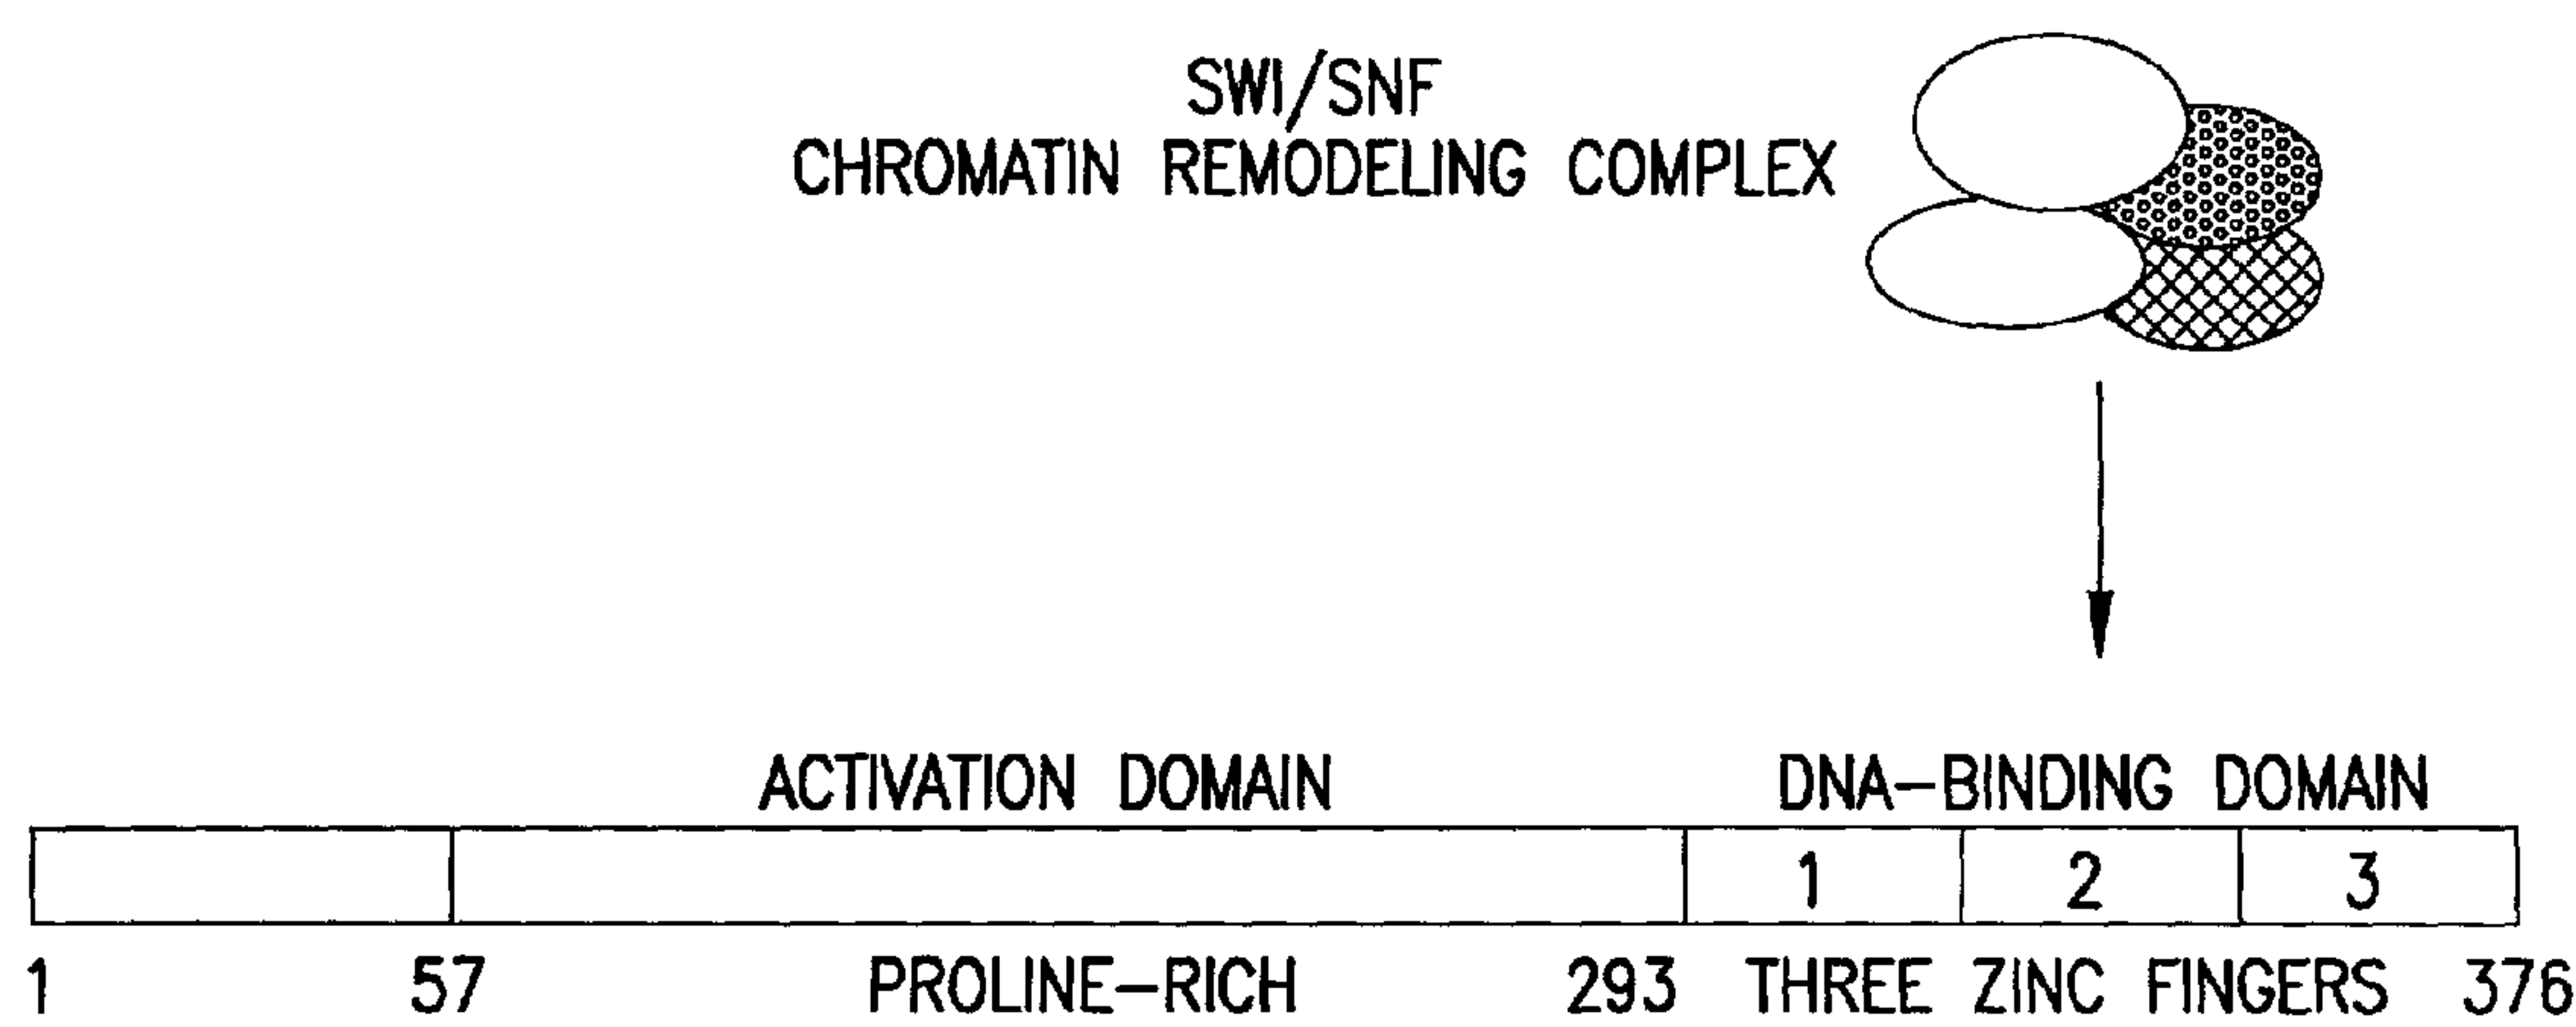 SWI/SNF
CHROMATIN REMODELING COMPLEX
ACTIVATION DOMAIN DNA-BINDING DOMAIN
1 2 3
1 57 PROLINE-RICH 293 THREE ZINC FINGERS 376